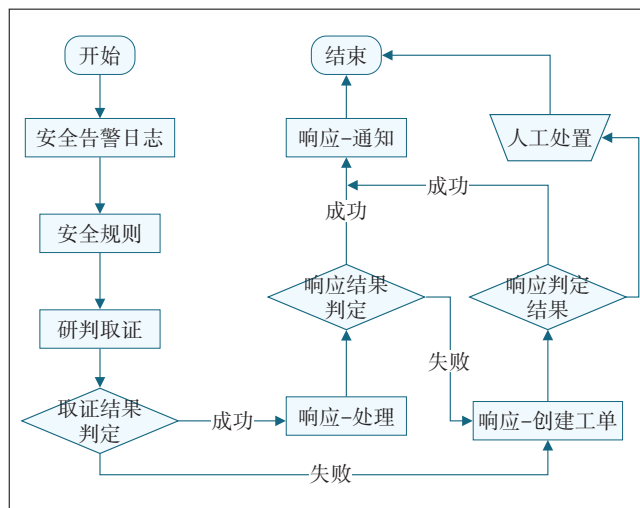 开始
安全告警日志
安全规则
研判取证
取证结果
判定
成功
失败
响应-处理
响应结果
判定
成功
失败
响应-通知
结束
响应-创建工单
响应判定
结果
成功
人工处置